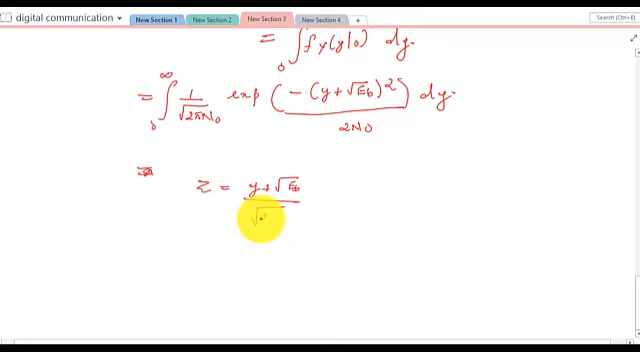 digital communication
New Section 1 New Section 2 New Section 3 New Section 4 +
Search (Ctrl+E)
= ∫₀ f y (y|0) dy.
= ∫₀^∞ 1/√2πN₀ exp (-(y+√Eb)²/2N0) dy.
Z = y+√Eb/√